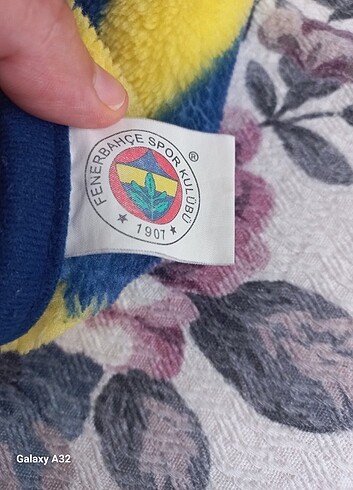 FENERBAHÇE SPOR KULÜBÜ ®
★ 1907 ★
Galaxy A32